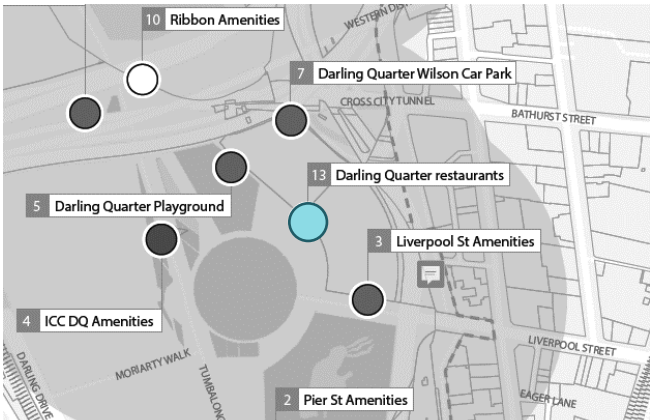 10 Ribbon Amenities
WESTERN DIST
7 Darling Quarter Wilson Car Park
CROSS CITY TUNNEL
BATHURST STREET
13 Darling Quarter restaurants
5 Darling Quarter Playground
3 Liverpool St Amenities
4 ICC DQ Amenities
LIVERPOOL STREET
MORIARTY WALK
DARLING DRIVE
TUMBALONG
2 Pier St Amenities
EAGER LANE